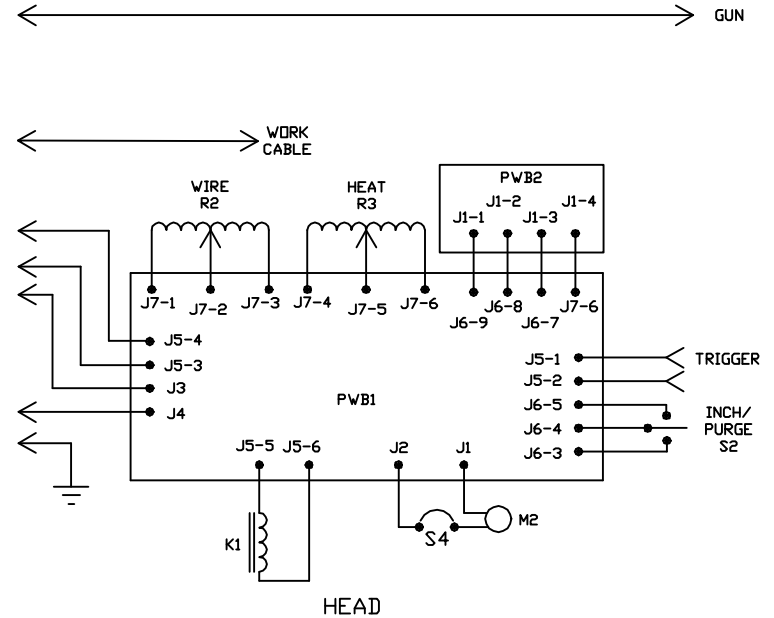 GUN
WORK
CABLE
WIRE
R2
HEAT
R3
PWB2
J1-1
J1-2
J1-3
J1-4
J7-1
J7-2
J7-3
J7-4
J7-5
J7-6
J6-9
J6-8
J6-7
J7-6
J5-4
J5-3
J3
J4
PWB1
J5-1
J5-2
J6-5
J6-4
J6-3
TRIGGER
INCH/
PURGE
S2
J5-5
J5-6
J2
J1
K1
S4
M2
HEAD